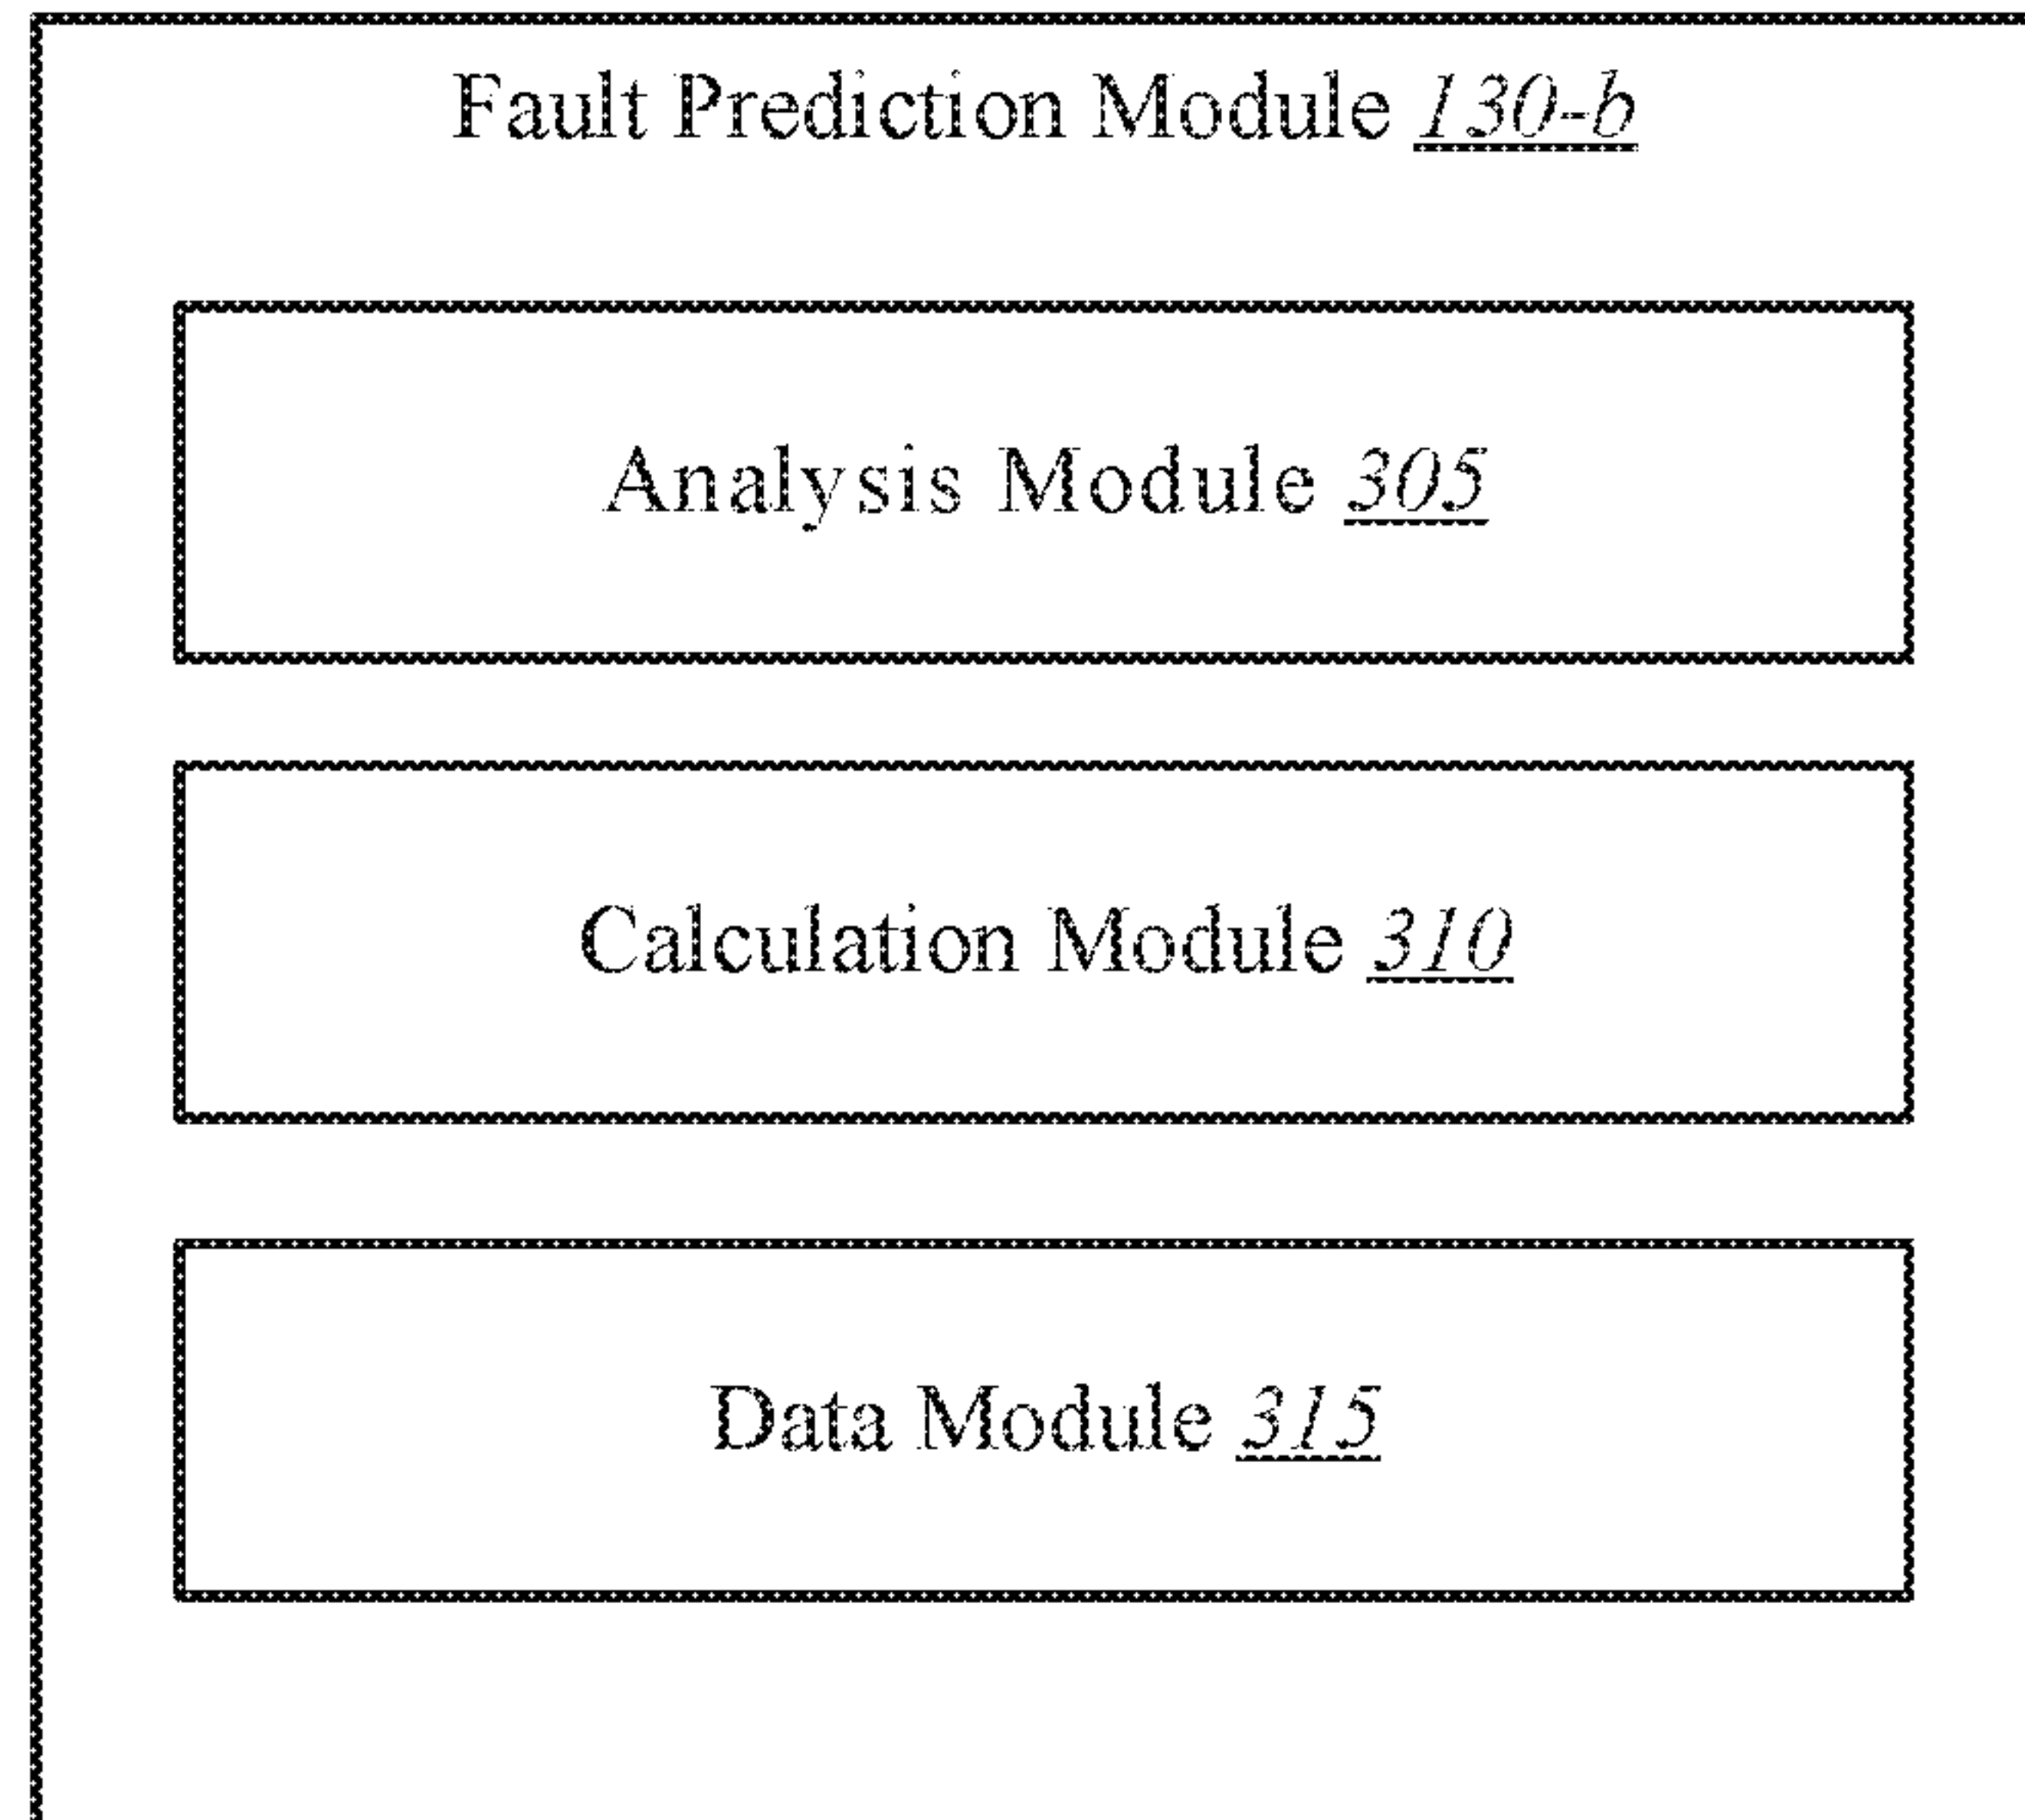 Fault Prediction Module 130-b
Analysis Module 305
Calculation Module 310
Data Module 315